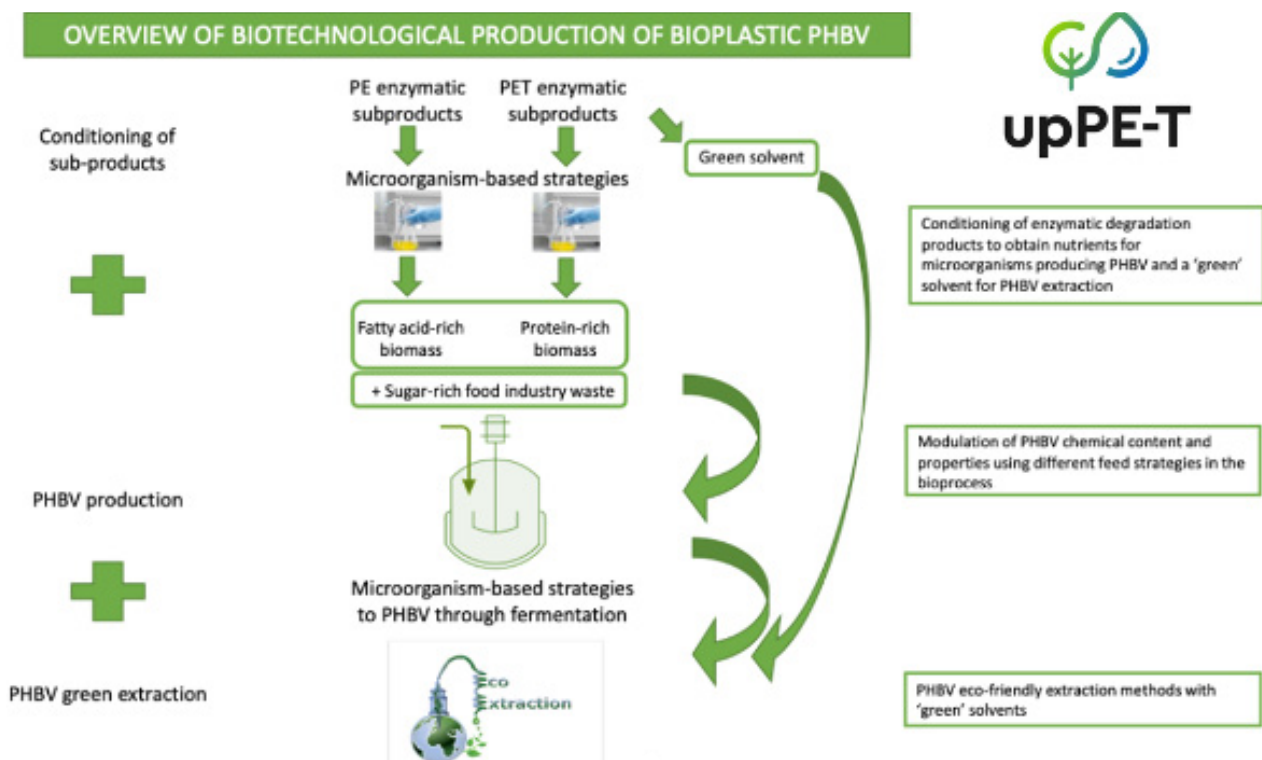 OVERVIEW OF BIOTECHNOLOGICAL PRODUCTION OF BIOPLASTIC PHBV
upPE-T
Conditioning of
sub-products
PE enzymatic
subproducts
PET enzymatic
subproducts
Green solvent
Microorganism-based strategies
Conditioning of enzymatic degradation
products to obtain nutrients for
microorganisms producing PHBV and a ‘green’
solvent for PHBV extraction
Fatty acid-rich
biomass
Protein-rich
biomass
+ Sugar-rich food industry waste
PHBV production
Modulation of PHBV chemical content and
properties using different feed strategies in the
bioprocess
Microorganism-based strategies
to PHBV through fermentation
PHBV green extraction
Eco
Extraction
PHBV eco-friendly extraction methods with
‘green’ solvents